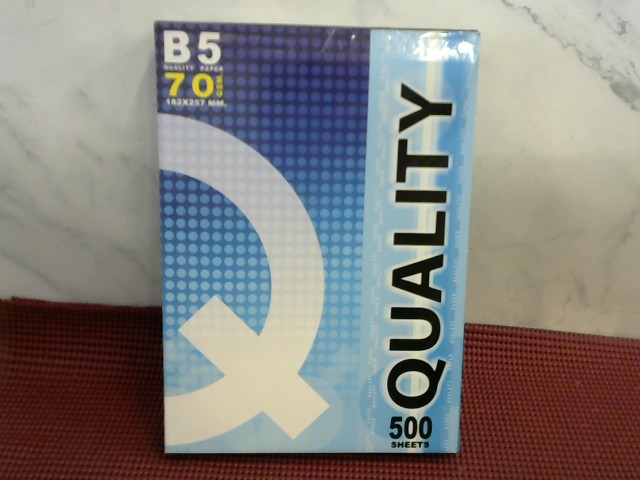 B5
QUALITY PAPER
70 GSM.
182X257 MM.
QUALITY
500
SHEETS